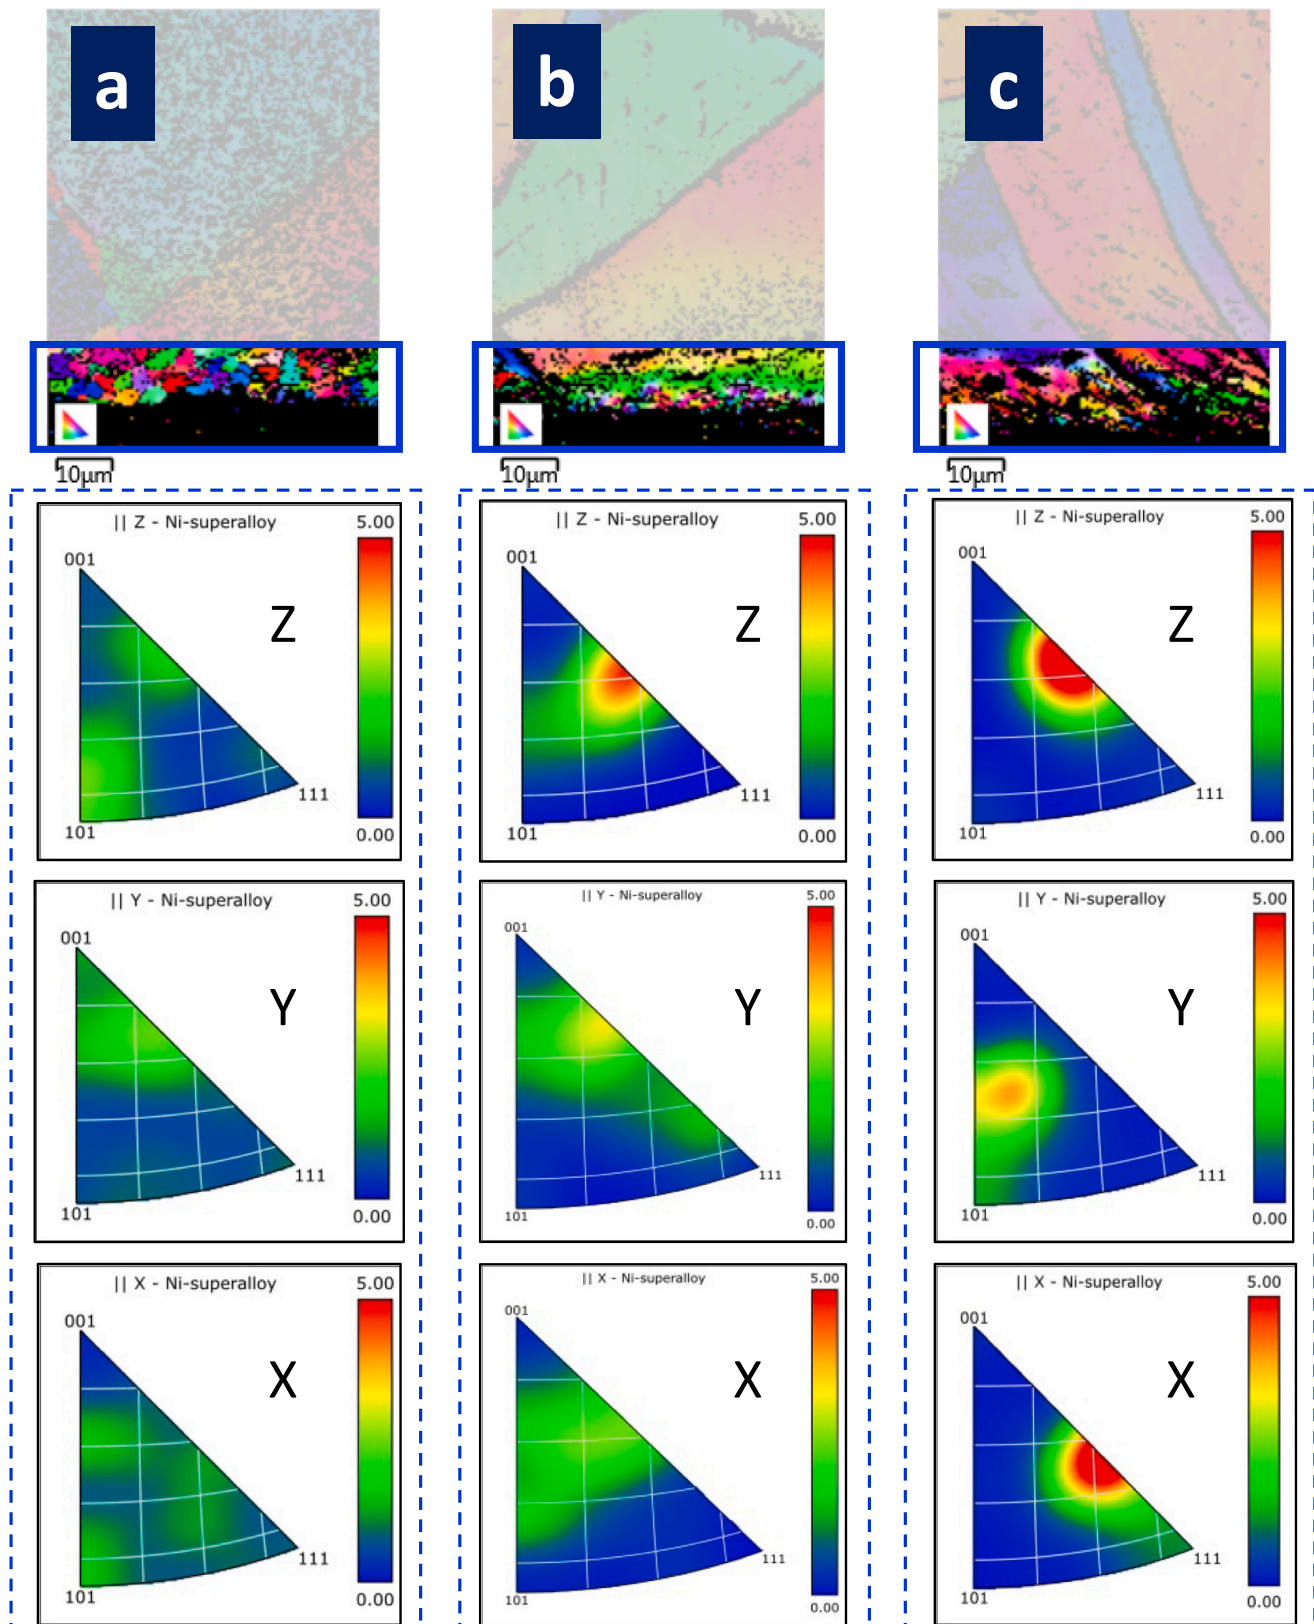 a
b
c
10µm
10µm
10µm
|| Z - Ni-superalloy
5.00
001
Z
111
101
0.00
|| Z - Ni-superalloy
5.00
001
Z
111
101
0.00
|| Z - Ni-superalloy
5.00
001
Z
111
101
0.00
|| Y - Ni-superalloy
5.00
001
Y
111
101
0.00
|| Y - Ni-superalloy
5.00
001
Y
111
101
0.00
|| Y - Ni-superalloy
5.00
001
Y
111
101
0.00
|| X - Ni-superalloy
5.00
001
X
111
101
0.00
|| X - Ni-superalloy
5.00
001
X
111
101
0.00
|| X - Ni-superalloy
5.00
001
X
111
101
0.00